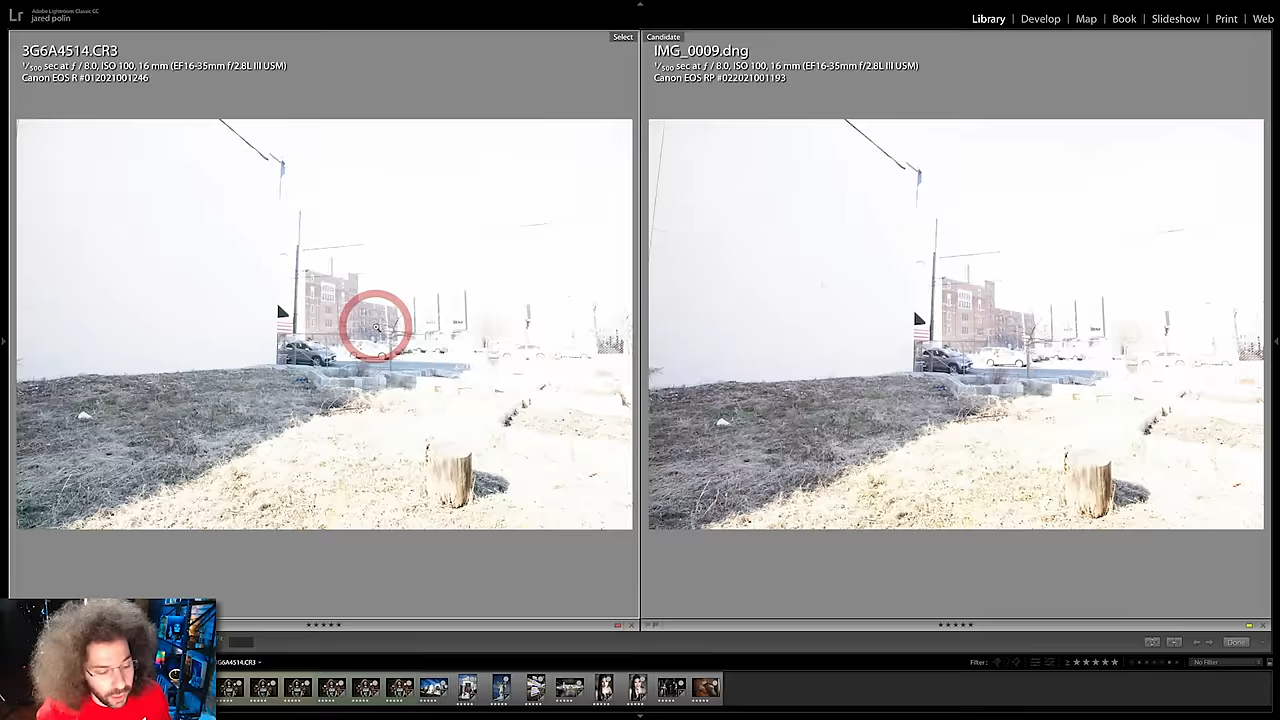 Lr
Adobe Lightroom Classic CC
jared polin
Library | Develop | Map | Book | Slideshow | Print | Web
Select
Candidate
3G6A4514.CR3
1/500 sec at ƒ / 8.0, ISO 100, 16 mm (EF16-35mm f/2.8L III USM)
Canon EOS R #012021001246
IMG_0009.dng
1/500 sec at ƒ / 8.0, ISO 100, 16 mm (EF16-35mm f/2.8L III USM)
Canon EOS RP #022021001193
Done
3G6A4514.CR3
Filter:
No Filter